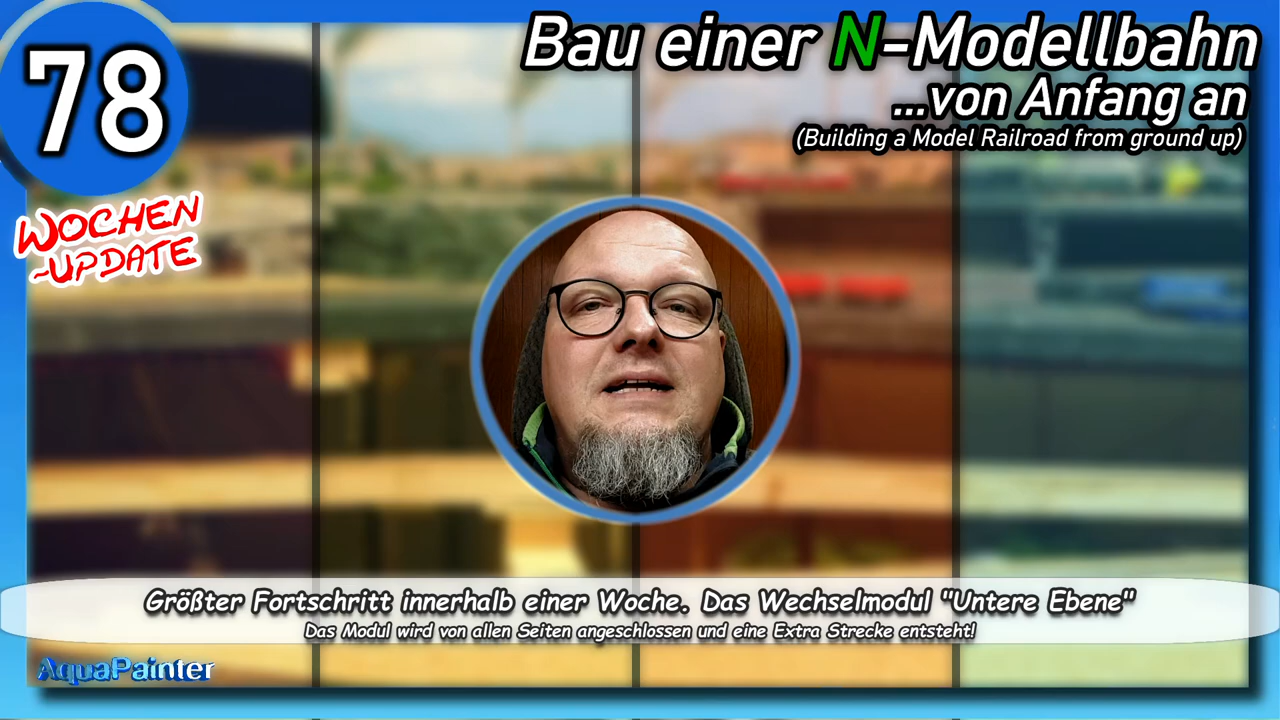 78
WOCHEN
-UPDATE
Bau einer N-Modellbahn
...von Anfang an
(Building a Model Railroad from ground up)
Größter Fortschritt innerhalb einer Woche. Das Wechselmodul "Untere Ebene"
Das Modul wird von allen Seiten angeschlossen und eine Extra Strecke entsteht!
AquaPainter